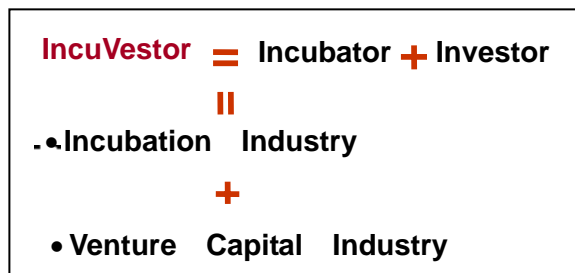 IncuVestor = Incubator + Investor
=
• Incubation Industry
+
• Venture Capital Industry